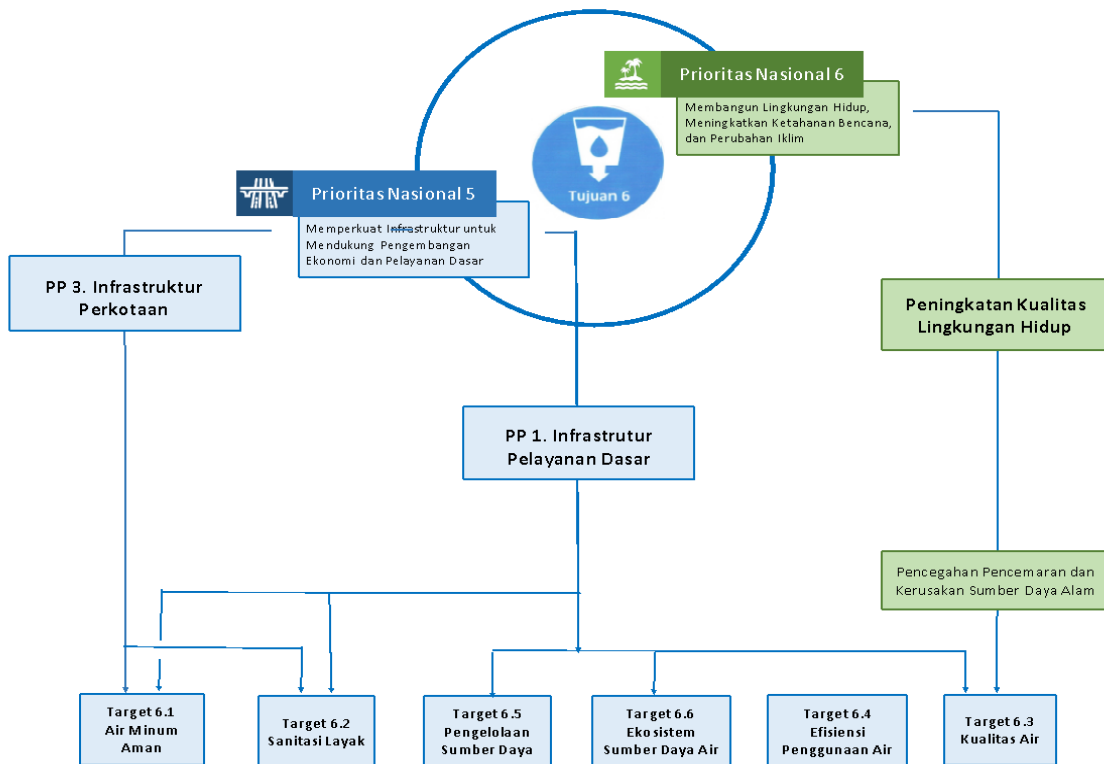 Prioritas Nasional 6
Membangun Lingkungan Hidup,
Meningkatkan Ketahanan Bencana,
dan Perubahan Iklim
Tujuan 6
Prioritas Nasional 5
Memperkuat Infrastruktur untuk
Mendukung Pengembangan
Ekonomi dan Pelayanan Dasar
PP 3. Infrastruktur
Perkotaan
Peningkatan Kualitas
Lingkungan Hidup
PP 1. Infrastrutur
Pelayanan Dasar
Pencegahan Pencemaran dan
Kerusakan Sumber Daya Alam
Target 6.1
Air Minum
Aman
Target 6.2
Sanitasi Layak
Target 6.5
Pengelolaan
Sumber Daya
Target 6.6
Ekosistem
Sumber Daya Air
Target 6.4
Efisiensi
Penggunaan Air
Target 6.3
Kualitas Air